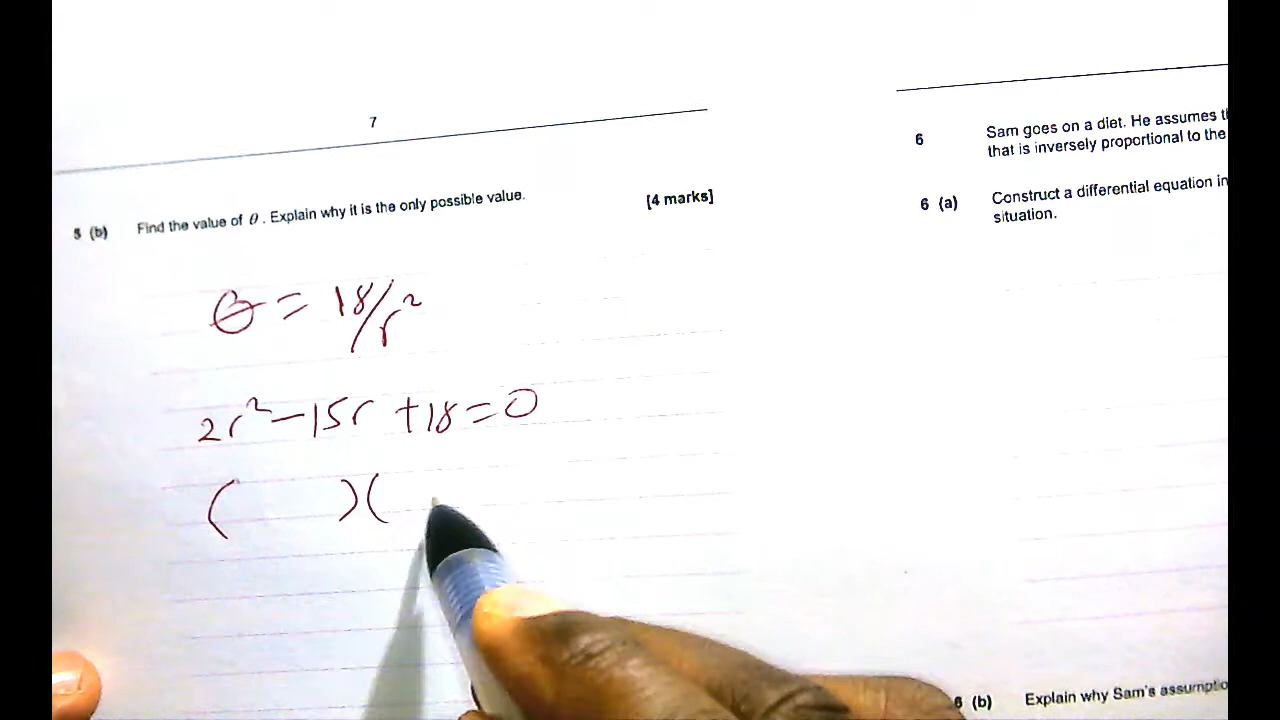 7
5 (b) Find the value of θ. Explain why it is the only possible value.
[4 marks]
θ = 18/r²
2r² - 15r + 18 = 0
( )(
6 Sam goes on a diet. He assumes
that is inversely proportional to the
6 (a) Construct a differential equation in
situation.
6 (b) Explain why Sam's